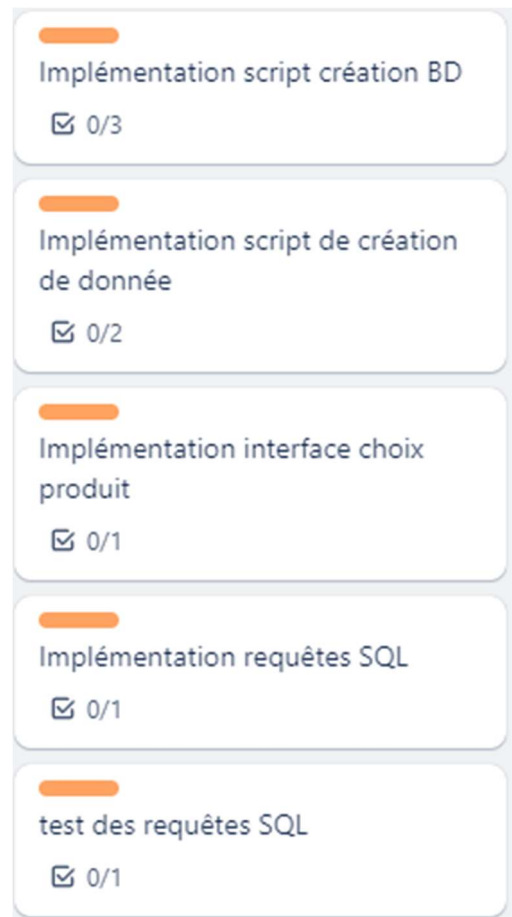 Implémentation script création BD
0/3
Implémentation script de création
de donnée
0/2
Implémentation interface choix
produit
0/1
Implémentation requêtes SQL
0/1
test des requêtes SQL
0/1